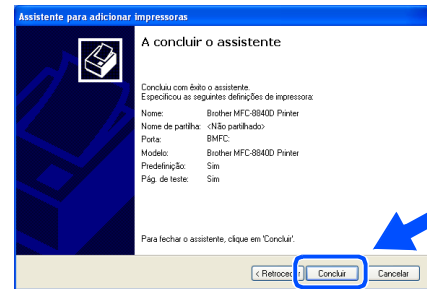 Assistente para adicionar impressoras
A concluir o assistente
Concluiu com êxito o assistente.
Especificou as seguintes definições de impressora:
Nome: Brother MFC-8840D Printer
Nome de partilha: <Não partilhado>
Porta: BMFC:
Modelo: Brother MFC-8840D Printer
Predefinição: Sim
Pág. de teste: Sim
Para fechar o assistente, clique em 'Concluir'.
< Retroceder Concluir Cancelar